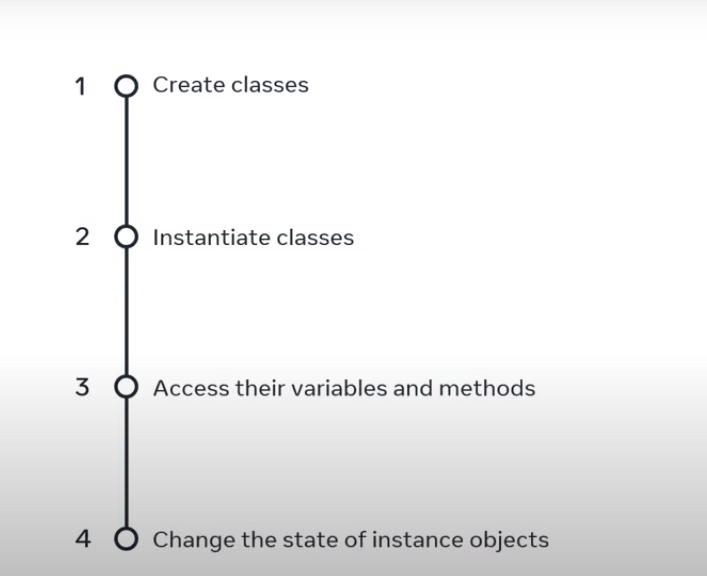 1 Create classes
2 Instantiate classes
3 Access their variables and methods
4 Change the state of instance objects